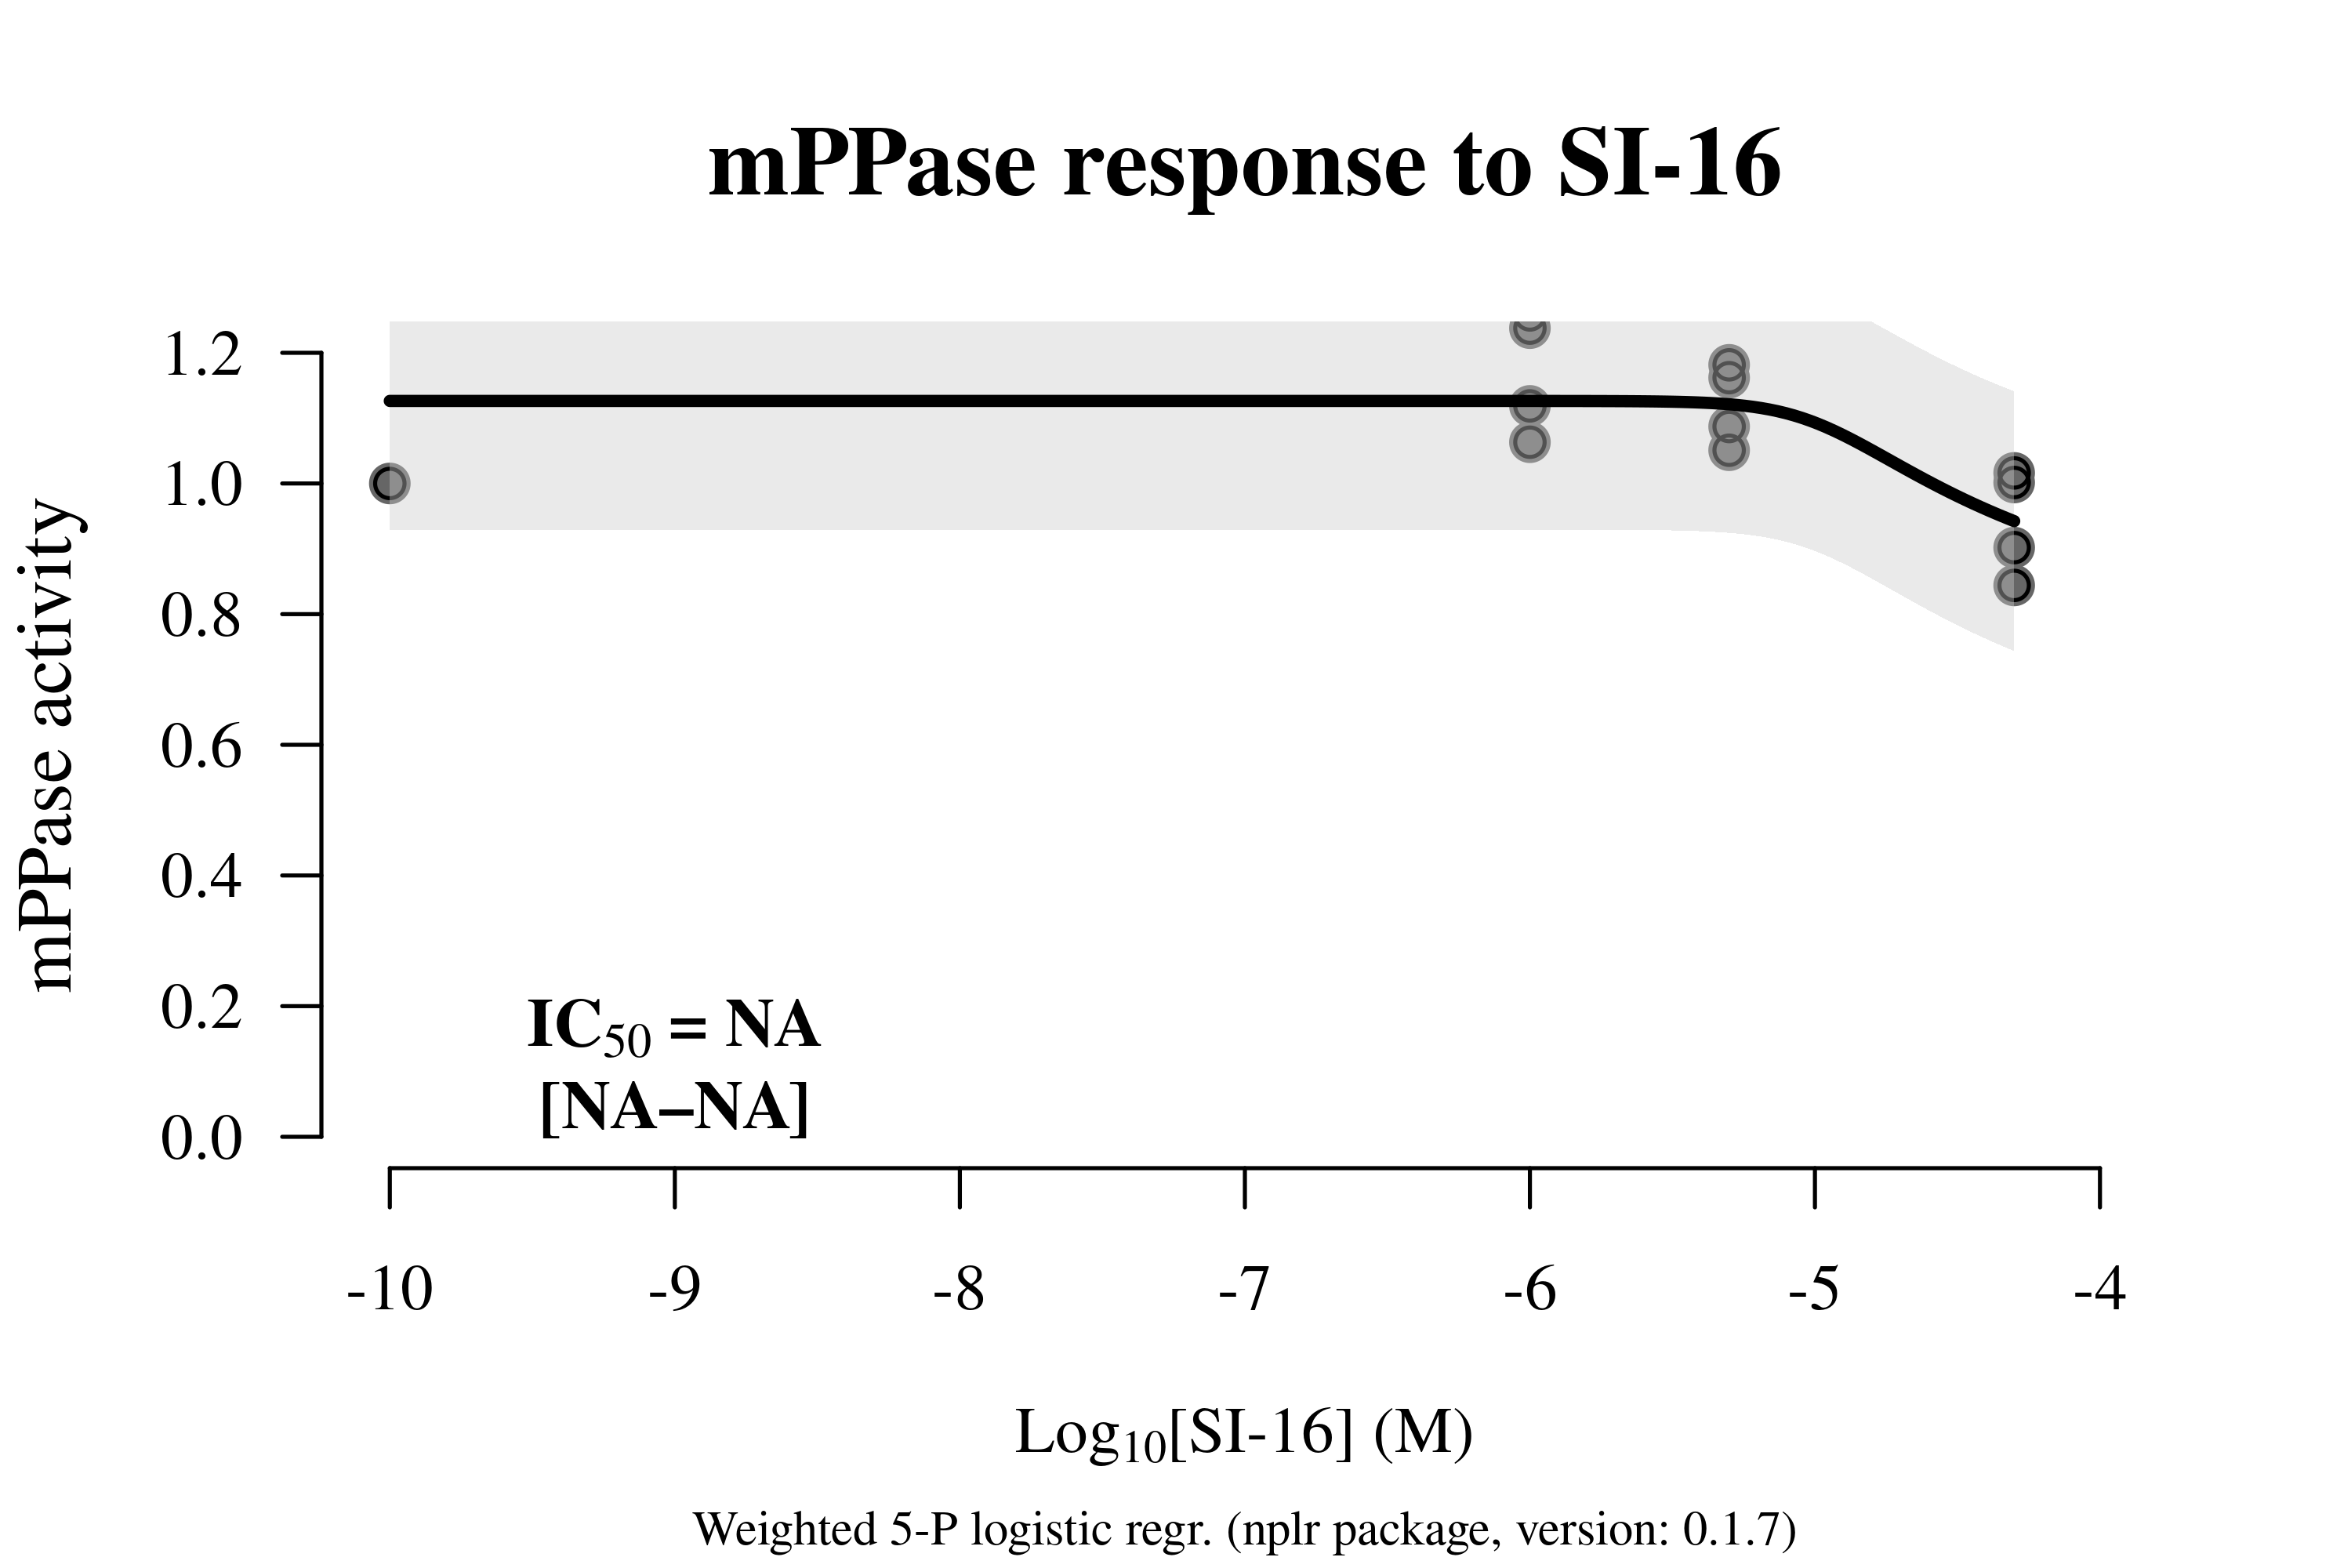 mPPase response to SI-16
mPPase activity
1.2
1.0
0.8
0.6
0.4
0.2
0.0
IC50 = NA
[NA–NA]
-10 -9 -8 -7 -6 -5 -4
Log10[SI-16] (M)
Weighted 5-P logistic regr. (nplr package, version: 0.1.7)